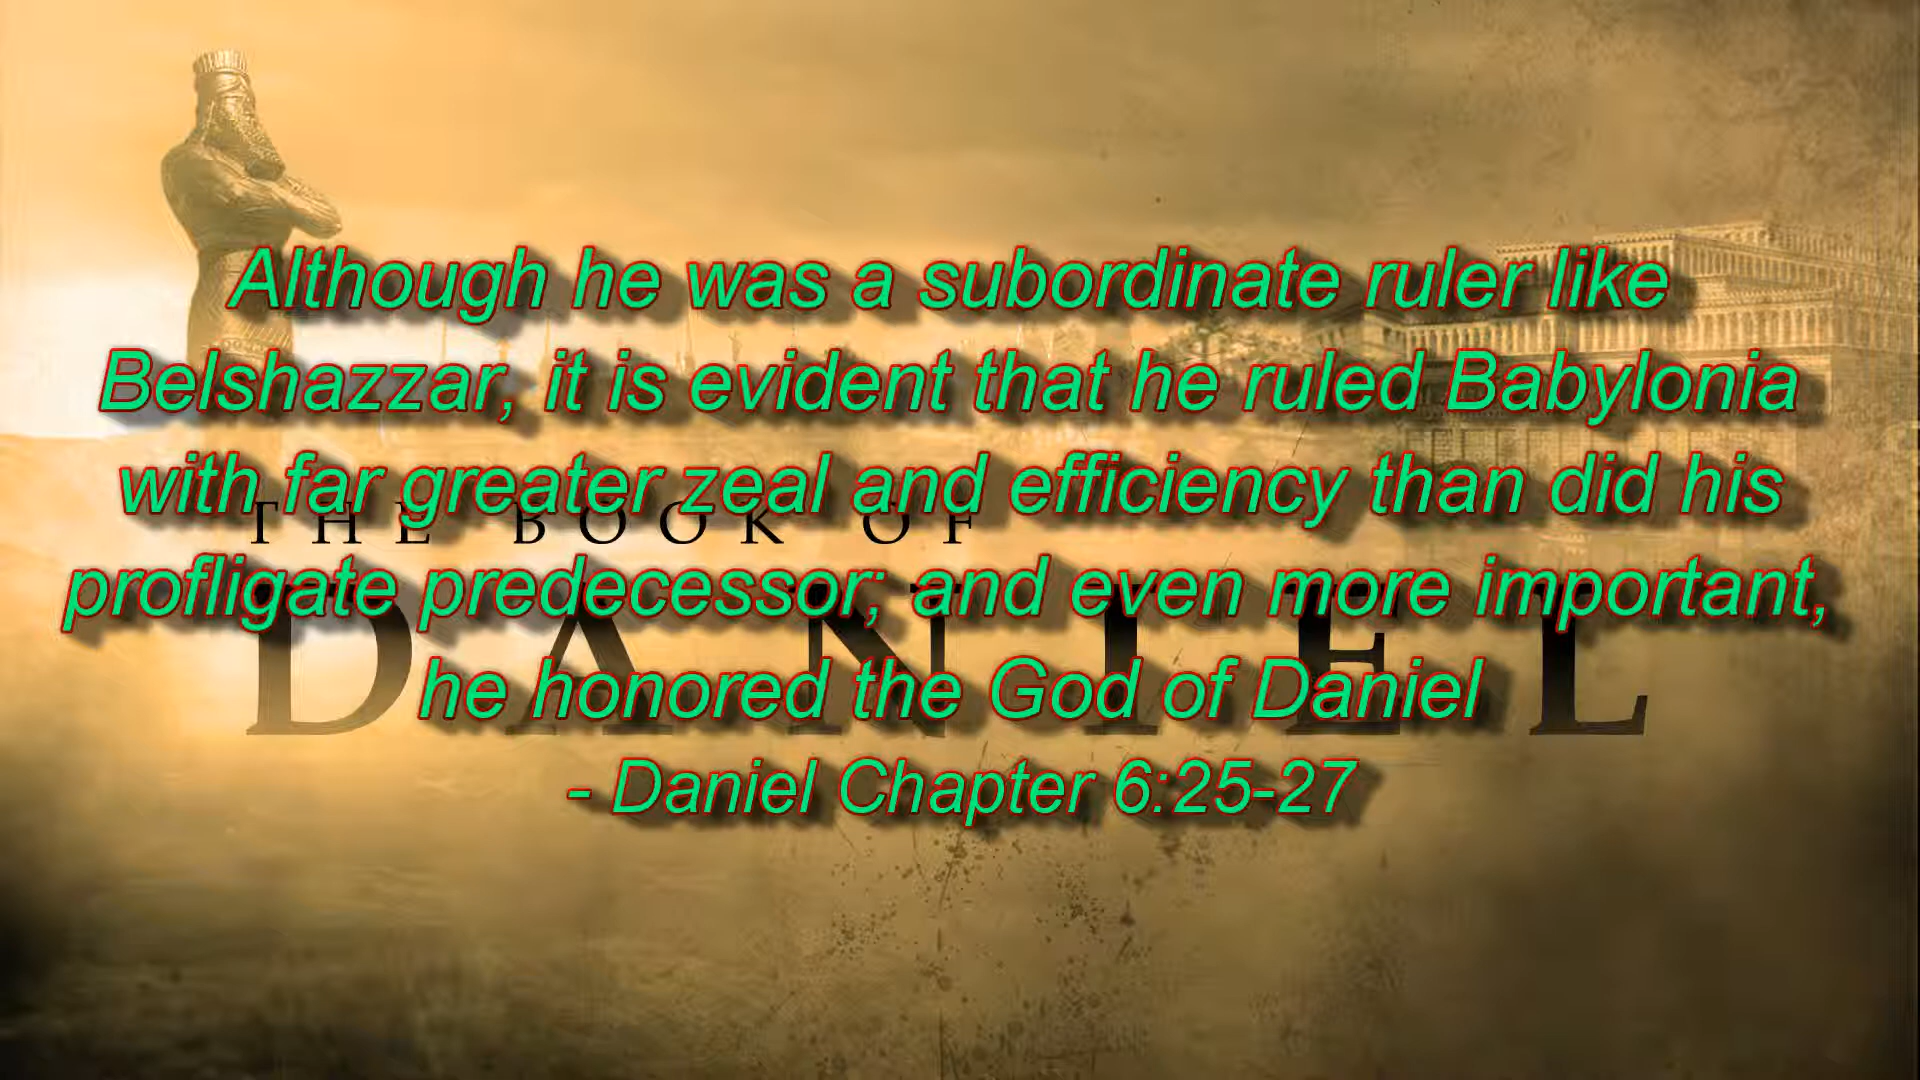 Although he was a subordinate ruler like
Belshazzar, it is evident that he ruled Babylonia
with far greater zeal and efficiency than did his
THE BOOK OF
profligate predecessor; and even more important,
DANIEL
he honored the God of Daniel
- Daniel Chapter 6:25-27